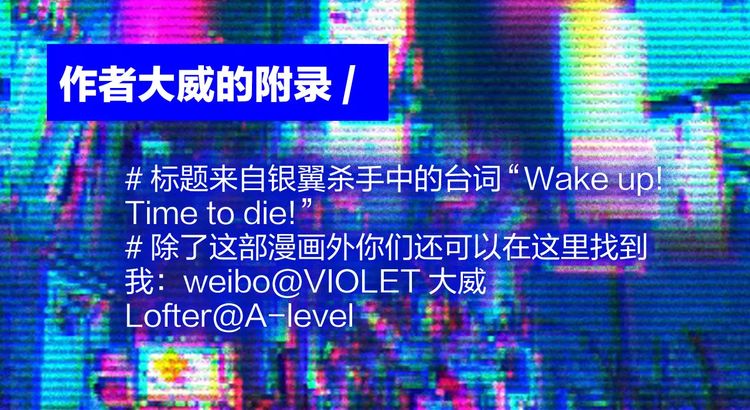 作者大威的附录 /
# 标题来自银翼杀手中的台词“Wake up!
Time to die!”
# 除了这部漫画外你们还可以在这里找到
我：weibo@VIOLET 大威
Lofter@A-level